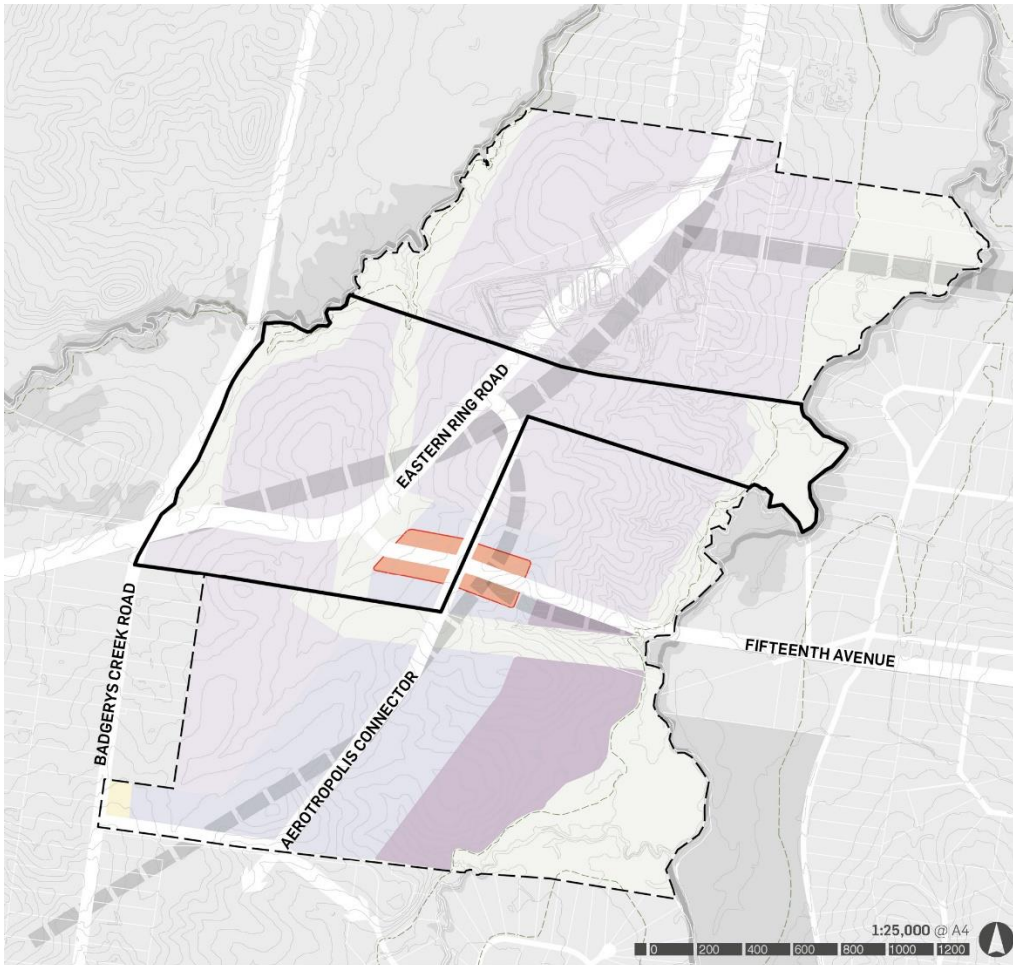 EASTERN RING ROAD
BADGERYS CREEK ROAD
AEROTROPOLIS CONNECTOR
FIFTEENTH AVENUE
1:25,000 @ A4
0 200 400 600 800 1000 1200